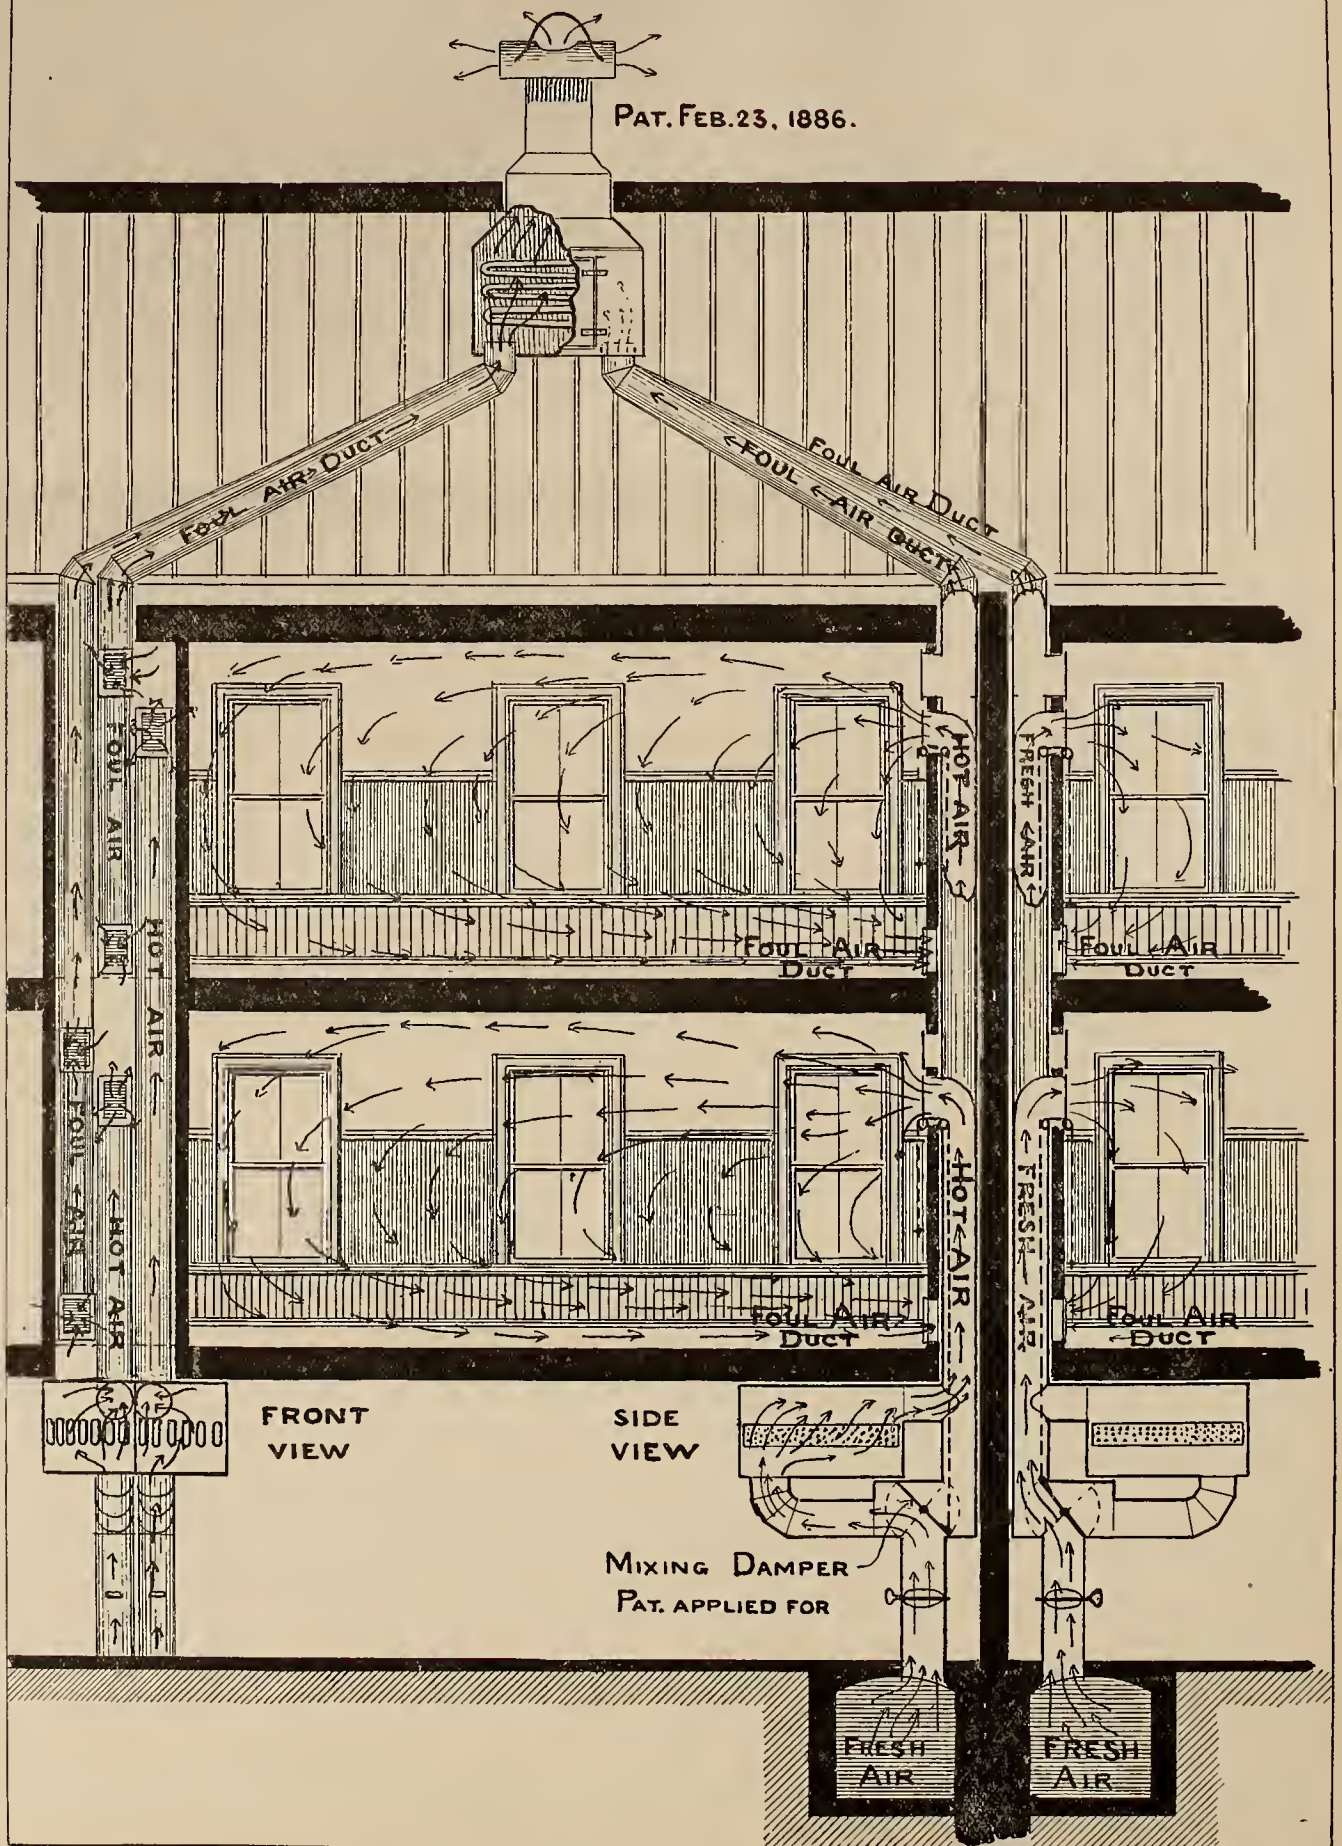 PAT. FEB. 23, 1886.
FOUL AIR DUCT
FOUL AIR DUCT
FOUL AIR DUCT
FOUL AIR
HOT AIR
FRESH AIR
HOT AIR
FOUL AIR
DUCT
FOUL AIR
DUCT
FOUL AIR
HOT AIR
HOT AIR
FRESH AIR
FOUL AIR
DUCT
FOUL AIR
DUCT
FRONT
VIEW
SIDE
VIEW
MIXING DAMPER
PAT. APPLIED FOR
FRESH
AIR
FRESH
AIR